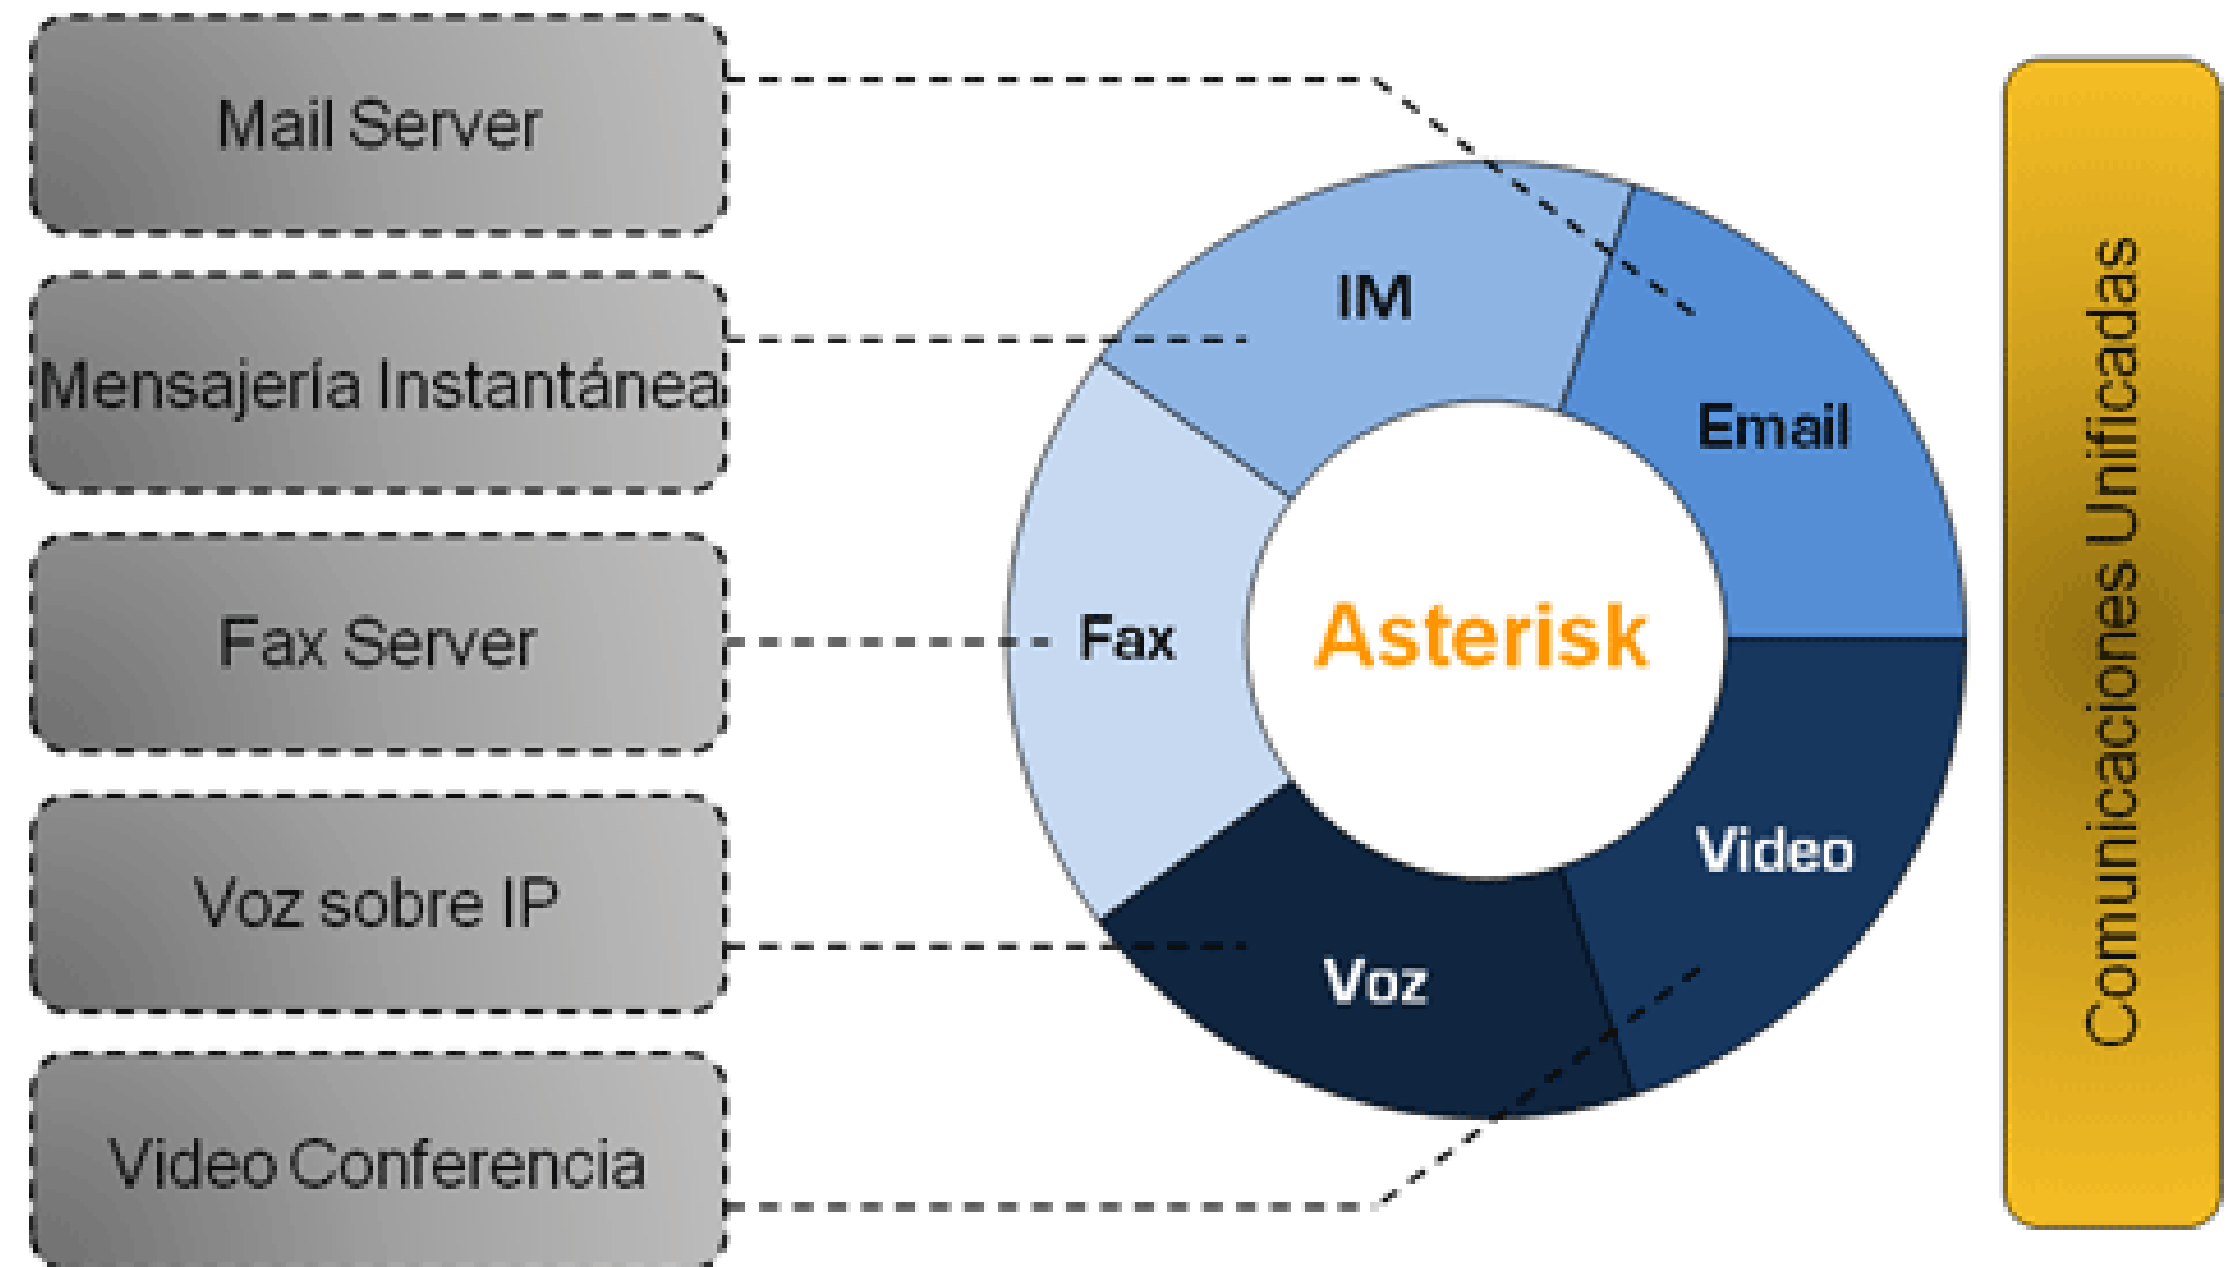 Mail Server
Mensajería Instantánea
Fax Server
Voz sobre IP
Video Conferencia
IM
Email
Fax
Asterisk
Video
Voz
Comunicaciones Unificadas